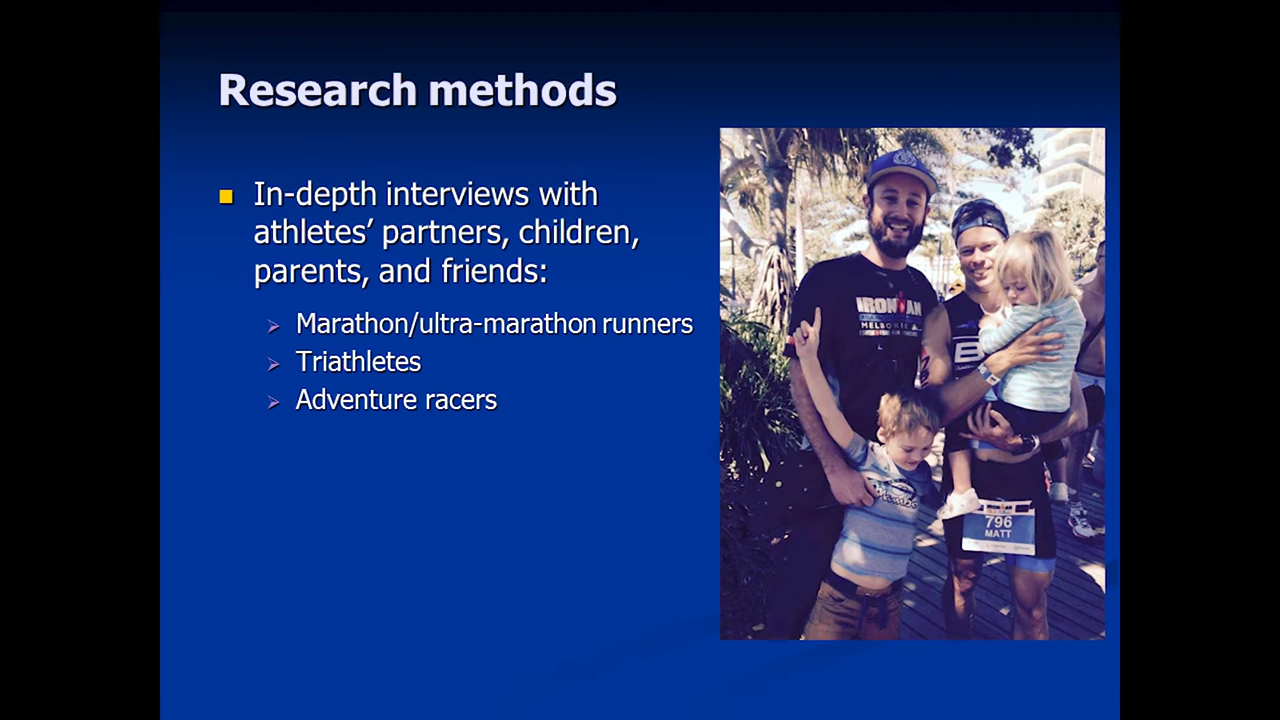 Research methods
In-depth interviews with
athletes’ partners, children,
parents, and friends:
Marathon/ultra-marathon runners
Triathletes
Adventure racers
IRONMAN
MELBOURNE
B
796
MATT